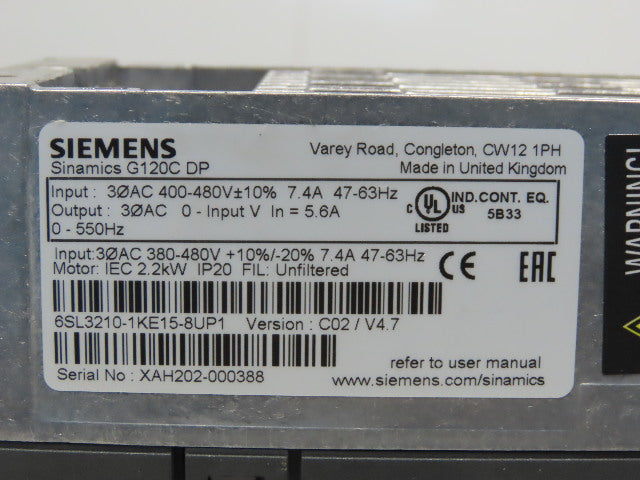 SIEMENS
Sinamics G120C DP
Varey Road, Congleton, CW12 1PH
Made in United Kingdom
Input : 3ØAC 400-480V±10% 7.4A 47-63Hz
Output : 3ØAC 0 - Input V In = 5.6A
0 - 550Hz
C UL US
LISTED
IND.CONT. EQ.
5B33
Input:3ØAC 380-480V +10%/-20% 7.4A 47-63Hz
Motor: IEC 2.2kW IP20 FIL: Unfiltered
CE
EAC
6SL3210-1KE15-8UP1 Version : C02 / V4.7
Serial No : XAH202-000388
refer to user manual
www.siemens.com/sinamics
WARNING!